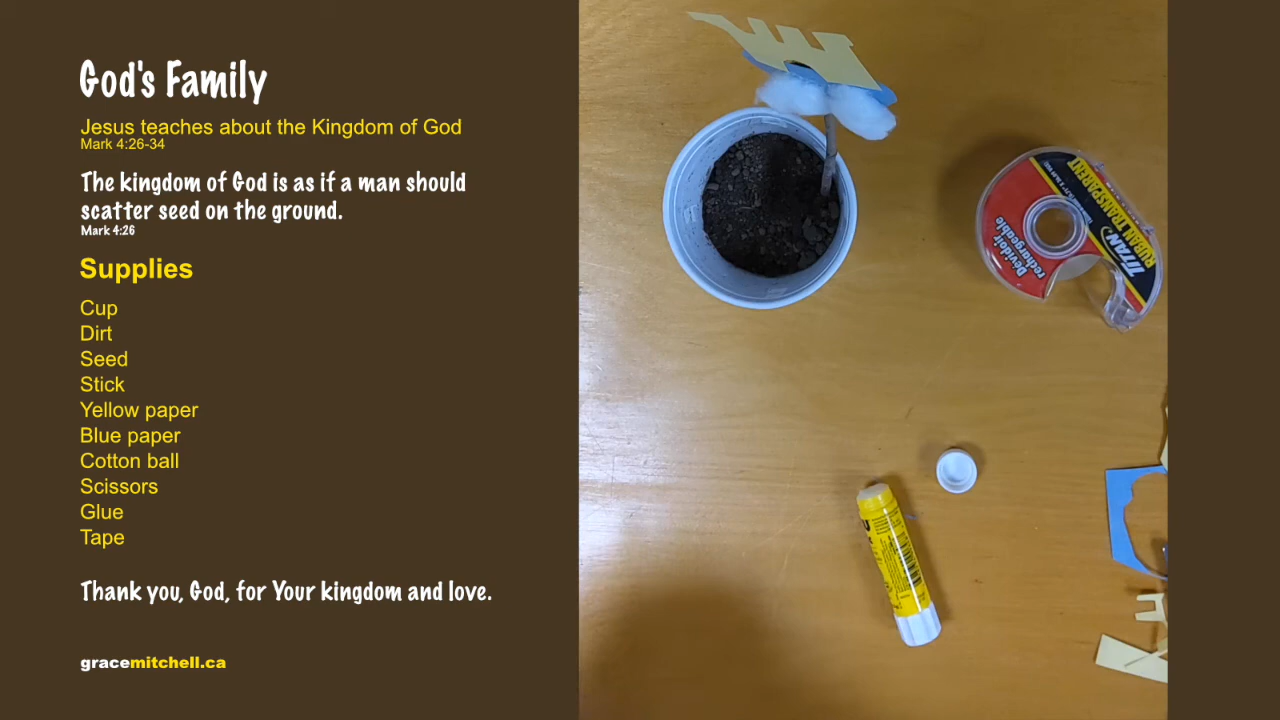 God's Family
Jesus teaches about the Kingdom of God
Mark 4:26-34
The kingdom of God is as if a man should
scatter seed on the ground.
Mark 4:26
Supplies
Cup
Dirt
Seed
Stick
Yellow paper
Blue paper
Cotton ball
Scissors
Glue
Tape
Thank you, God, for Your kingdom and love.
gracemitchell.ca
Dévidoir
rechargeable
TITAN
RUBAN TRANSPARENT